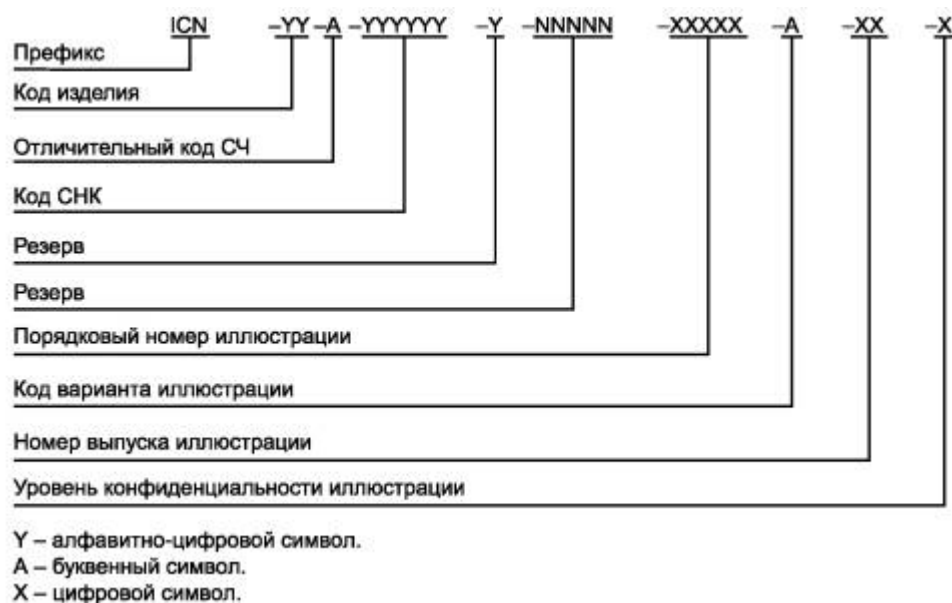 ICN –YY –A –YYYYYY –Y –NNNNN –XXXXX –A –XX –X
Префикс
Код изделия
Отличительный код СЧ
Код СНК
Резерв
Резерв
Порядковый номер иллюстрации
Код варианта иллюстрации
Номер выпуска иллюстрации
Уровень конфиденциальности иллюстрации
Y – алфавитно-цифровой символ.
А – буквенный символ.
X – цифровой символ.